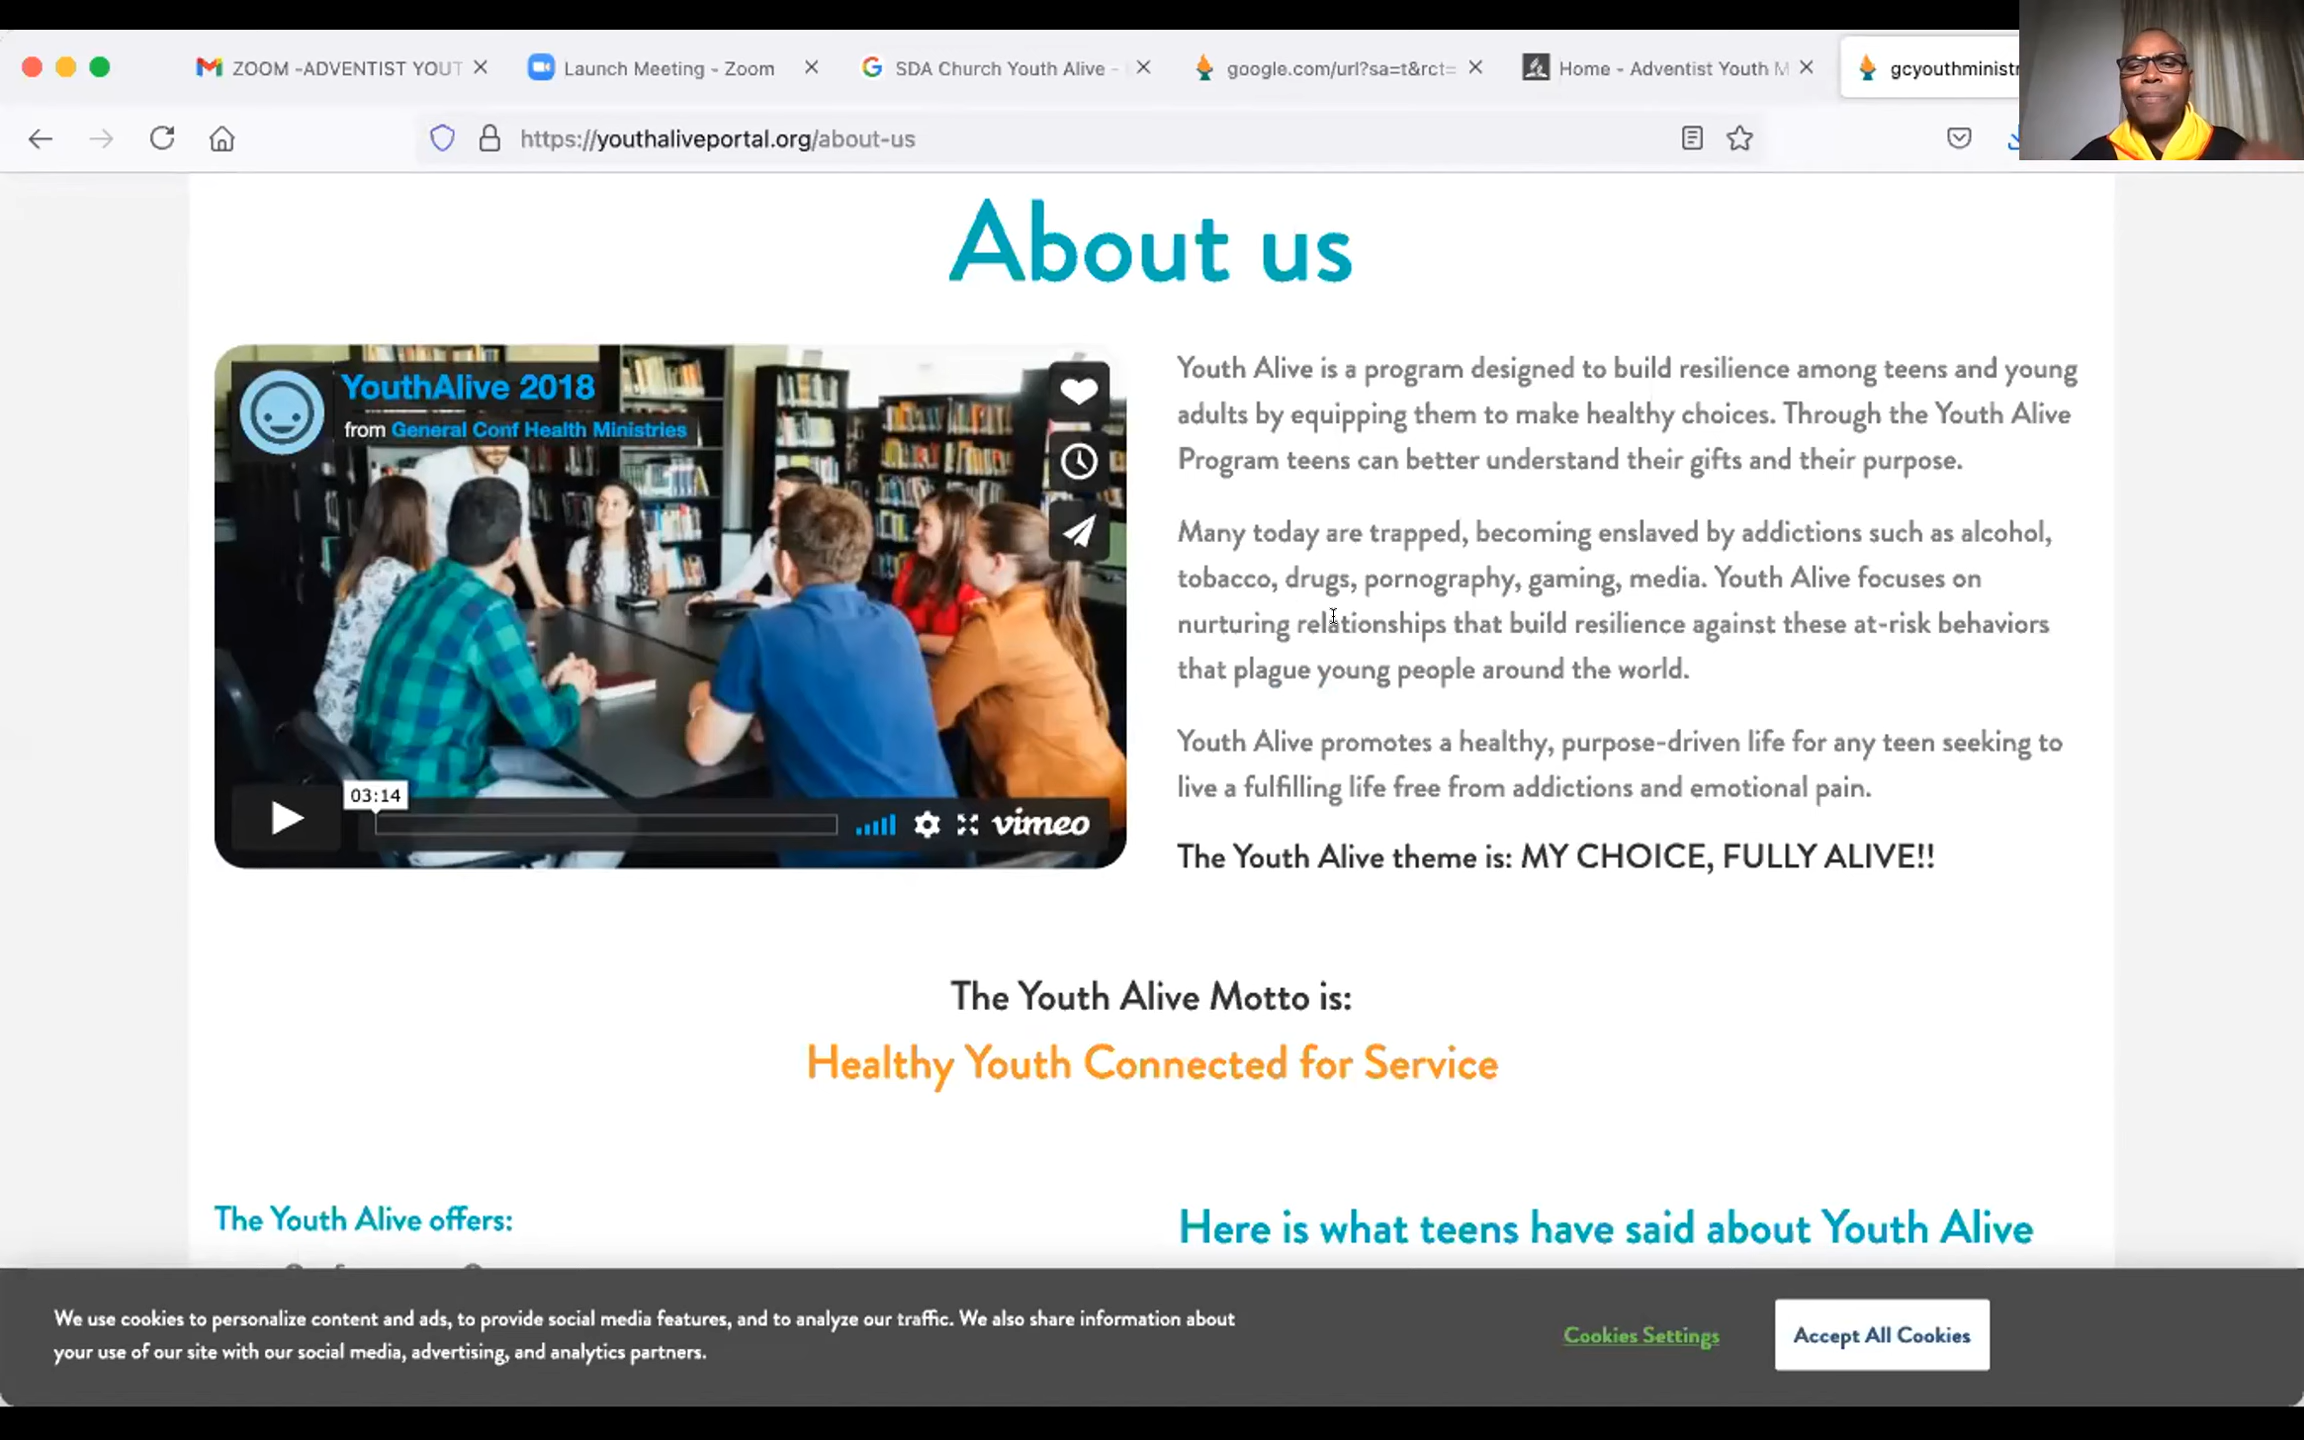 ZOOM -ADVENTIST YOUT
Launch Meeting - Zoom
SDA Church Youth Alive -
google.com/url?sa=t&rct=
Home - Adventist Youth M
gcyouthministr
https://youthaliveportal.org/about-us
About us
YouthAlive 2018
from General Conf Health Ministries
03:14
vimeo
Youth Alive is a program designed to build resilience among teens and young
adults by equipping them to make healthy choices. Through the Youth Alive
Program teens can better understand their gifts and their purpose.
Many today are trapped, becoming enslaved by addictions such as alcohol,
tobacco, drugs, pornography, gaming, media. Youth Alive focuses on
nurturing relationships that build resilience against these at-risk behaviors
that plague young people around the world.
Youth Alive promotes a healthy, purpose-driven life for any teen seeking to
live a fulfilling life free from addictions and emotional pain.
The Youth Alive theme is: MY CHOICE, FULLY ALIVE!!
The Youth Alive Motto is:
Healthy Youth Connected for Service
The Youth Alive offers:
Here is what teens have said about Youth Alive
We use cookies to personalize content and ads, to provide social media features, and to analyze our traffic. We also share information about
your use of our site with our social media, advertising, and analytics partners.
Cookies Settings
Accept All Cookies